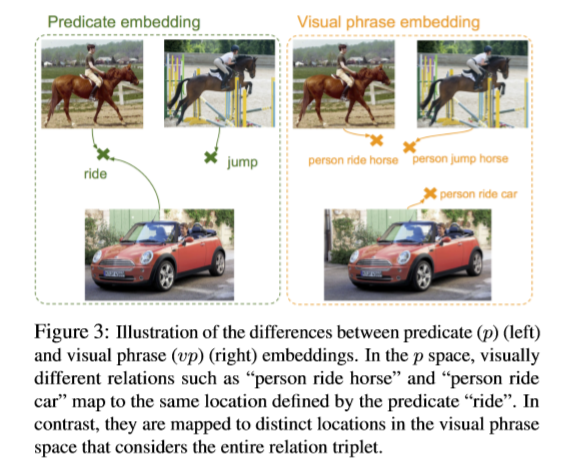 Predicate embedding
Visual phrase embedding
ride
jump
person ride horse
person jump horse
person ride car
Figure 3: Illustration of the differences between predicate (p) (left)
and visual phrase (vp) (right) embeddings. In the p space, visually
different relations such as “person ride horse” and “person ride
car” map to the same location defined by the predicate “ride”. In
contrast, they are mapped to distinct locations in the visual phrase
space that considers the entire relation triplet.